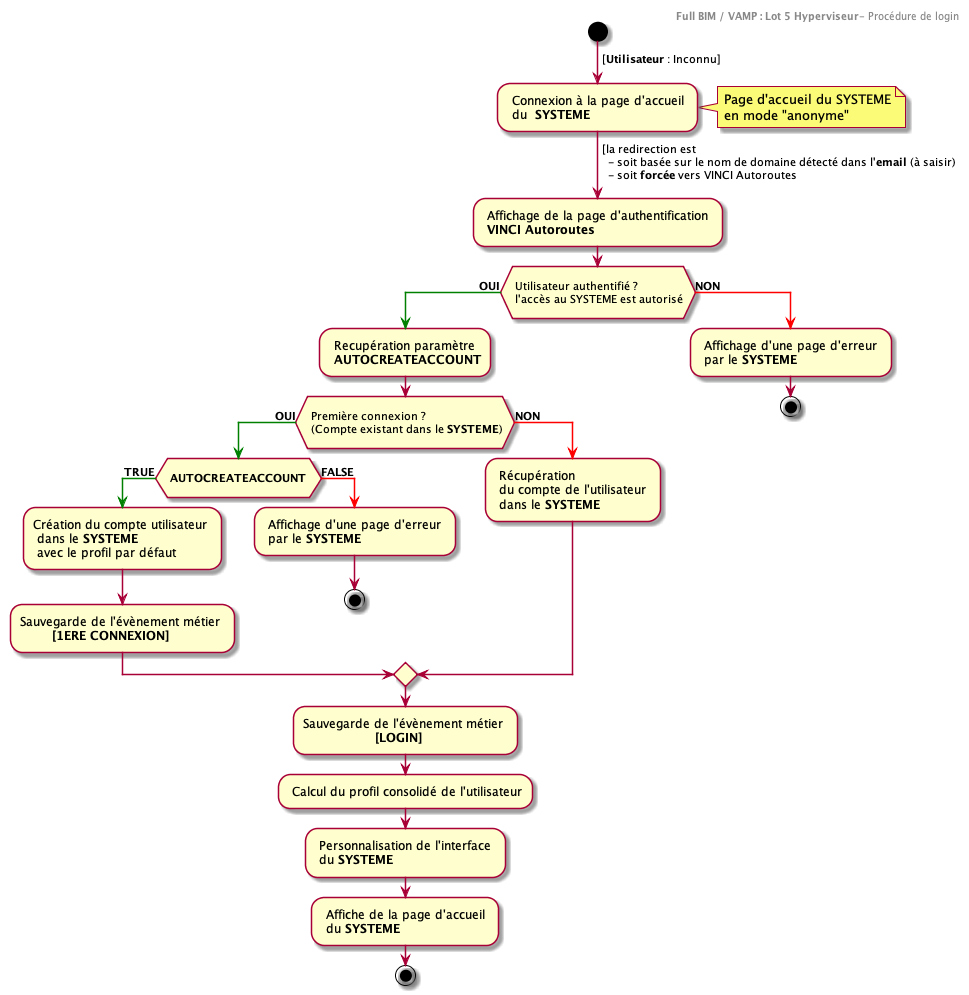 Full BIM / VAMP : Lot 5 Hyperviseur- Procédure de login
[Utilisateur : Inconnu]
Connexion à la page d'accueil
du SYSTEME
Page d'accueil du SYSTEME
en mode "anonyme"
[la redirection est
- soit basée sur le nom de domaine détecté dans l'email (à saisir)
- soit forcée vers VINCI Autoroutes
Affichage de la page d'authentification
VINCI Autoroutes
OUI
Utilisateur authentifié ?
l'accès au SYSTEME est autorisé
NON
Recupération paramètre
AUTOCREATEACCOUNT
Affichage d'une page d'erreur
par le SYSTEME
OUI
Première connexion ?
(Compte existant dans le SYSTEME)
NON
TRUE
AUTOCREATEACCOUNT
FALSE
Récupération
du compte de l'utilisateur
dans le SYSTEME
Création du compte utilisateur
dans le SYSTEME
avec le profil par défaut
Affichage d'une page d'erreur
par le SYSTEME
Sauvegarde de l'évènement métier
[1ERE CONNEXION]
Sauvegarde de l'évènement métier
[LOGIN]
Calcul du profil consolidé de l'utilisateur
Personnalisation de l'interface
du SYSTEME
Affiche de la page d'accueil
du SYSTEME